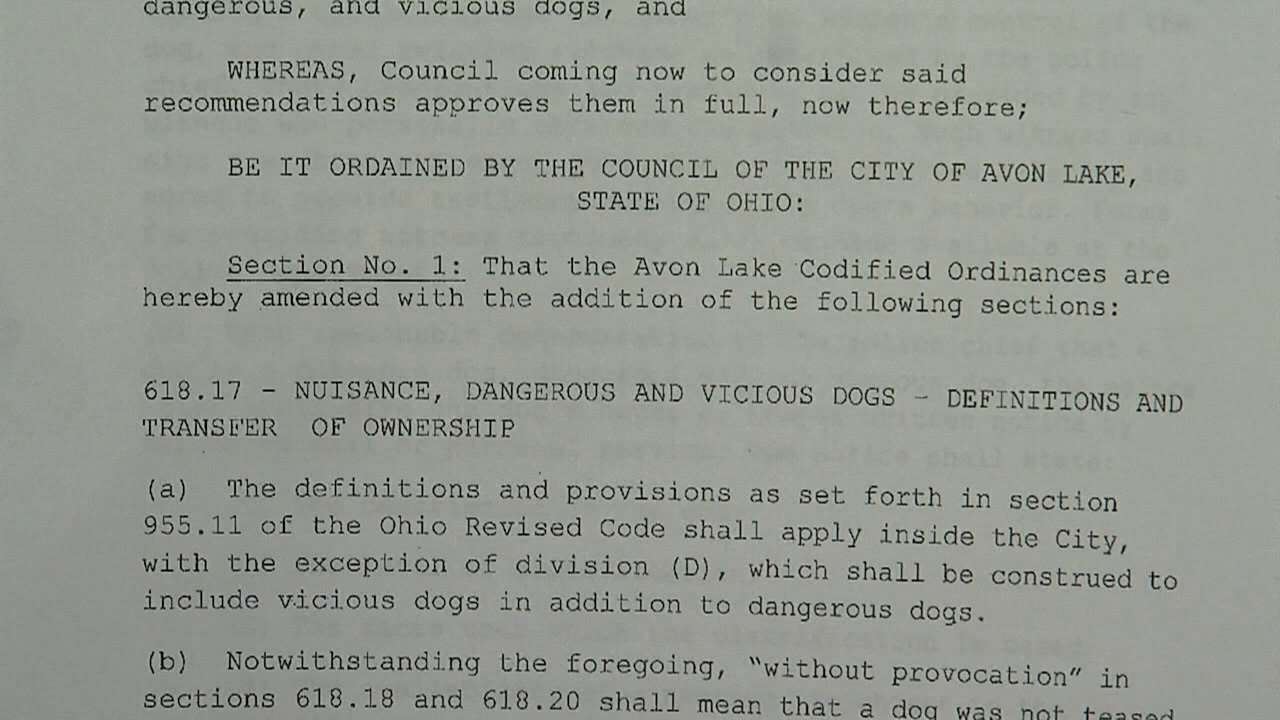 dangerous, and vicious dogs, and
WHEREAS, Council coming now to consider said
recommendations approves them in full, now therefore;
BE IT ORDAINED BY THE COUNCIL OF THE CITY OF AVON LAKE,
STATE OF OHIO:
Section No. 1: That the Avon Lake Codified Ordinances are
hereby amended with the addition of the following sections:
618.17 - NUISANCE, DANGEROUS AND VICIOUS DOGS - DEFINITIONS AND
TRANSFER OF OWNERSHIP
(a) The definitions and provisions as set forth in section
955.11 of the Ohio Revised Code shall apply inside the City,
with the exception of division (D), which shall be construed to
include vicious dogs in addition to dangerous dogs.
(b) Notwithstanding the foregoing, "without provocation" in
sections 618.18 and 618.20 shall mean that a dog was not teased